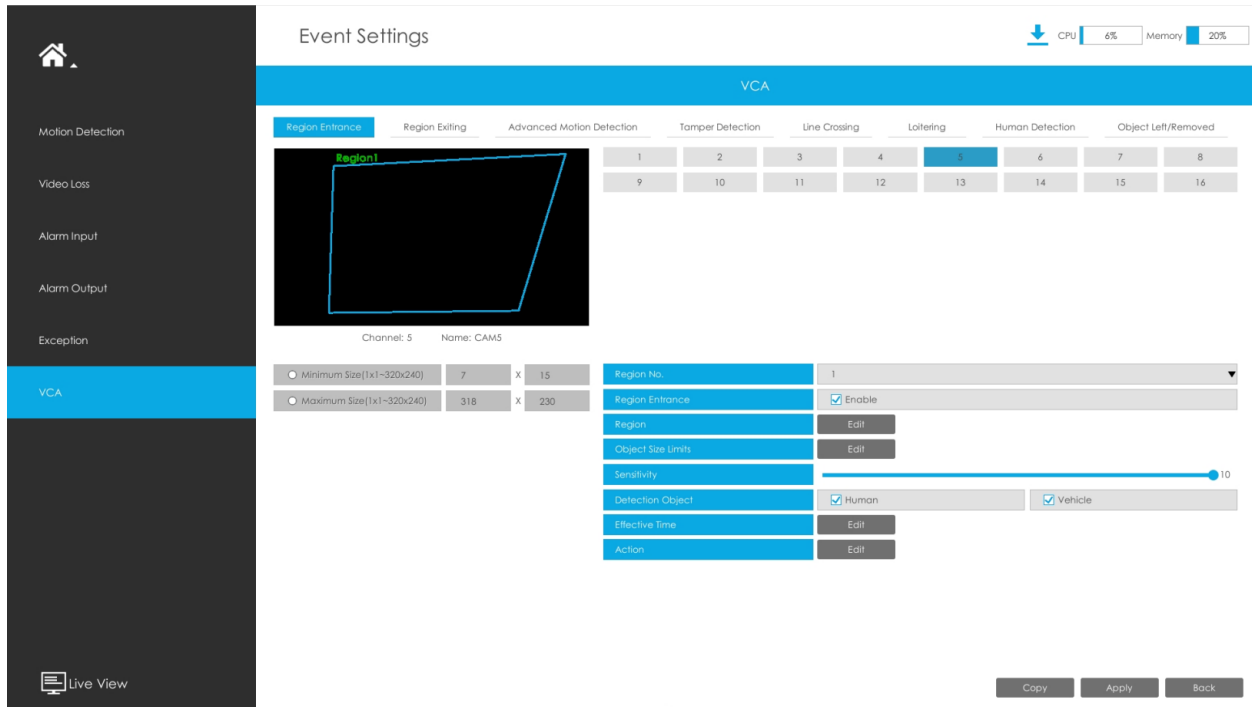 Event Settings
CPU 6% Memory 20%
VCA
Motion Detection
Video Loss
Alarm Input
Alarm Output
Exception
VCA
Live View
Region Entrance Region Exiting Advanced Motion Detection Tamper Detection Line Crossing Loitering Human Detection Object Left/Removed
Region1
Channel: 5 Name: CAM5
1 2 3 4 5 6 7 8
9 10 11 12 13 14 15 16
Minimum Size(1x1~320x240) 7 X 15
Maximum Size(1x1~320x240) 318 X 230
Region No. 1
Region Entrance Enable
Region Edit
Object Size Limits Edit
Sensitivity 10
Detection Object Human Vehicle
Effective Time Edit
Action Edit
Copy Apply Back